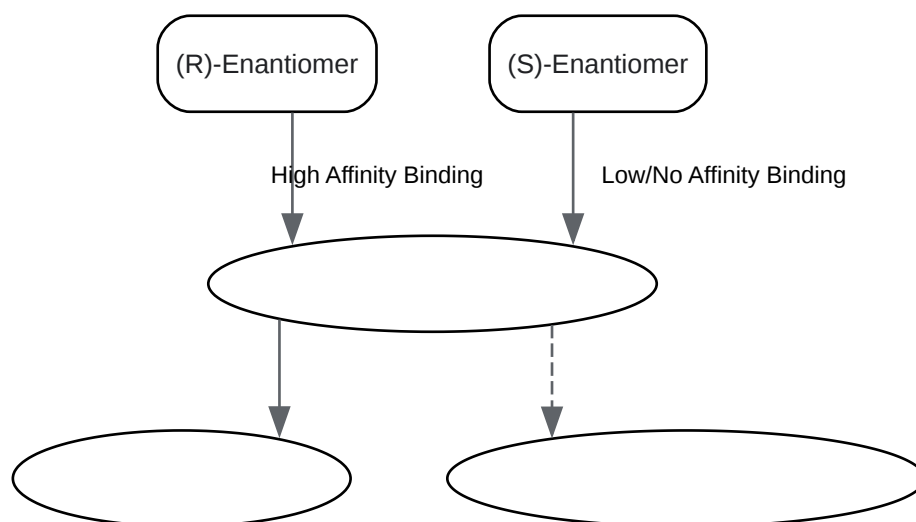 (R)-Enantiomer
(S)-Enantiomer
High Affinity Binding
Low/No Affinity Binding